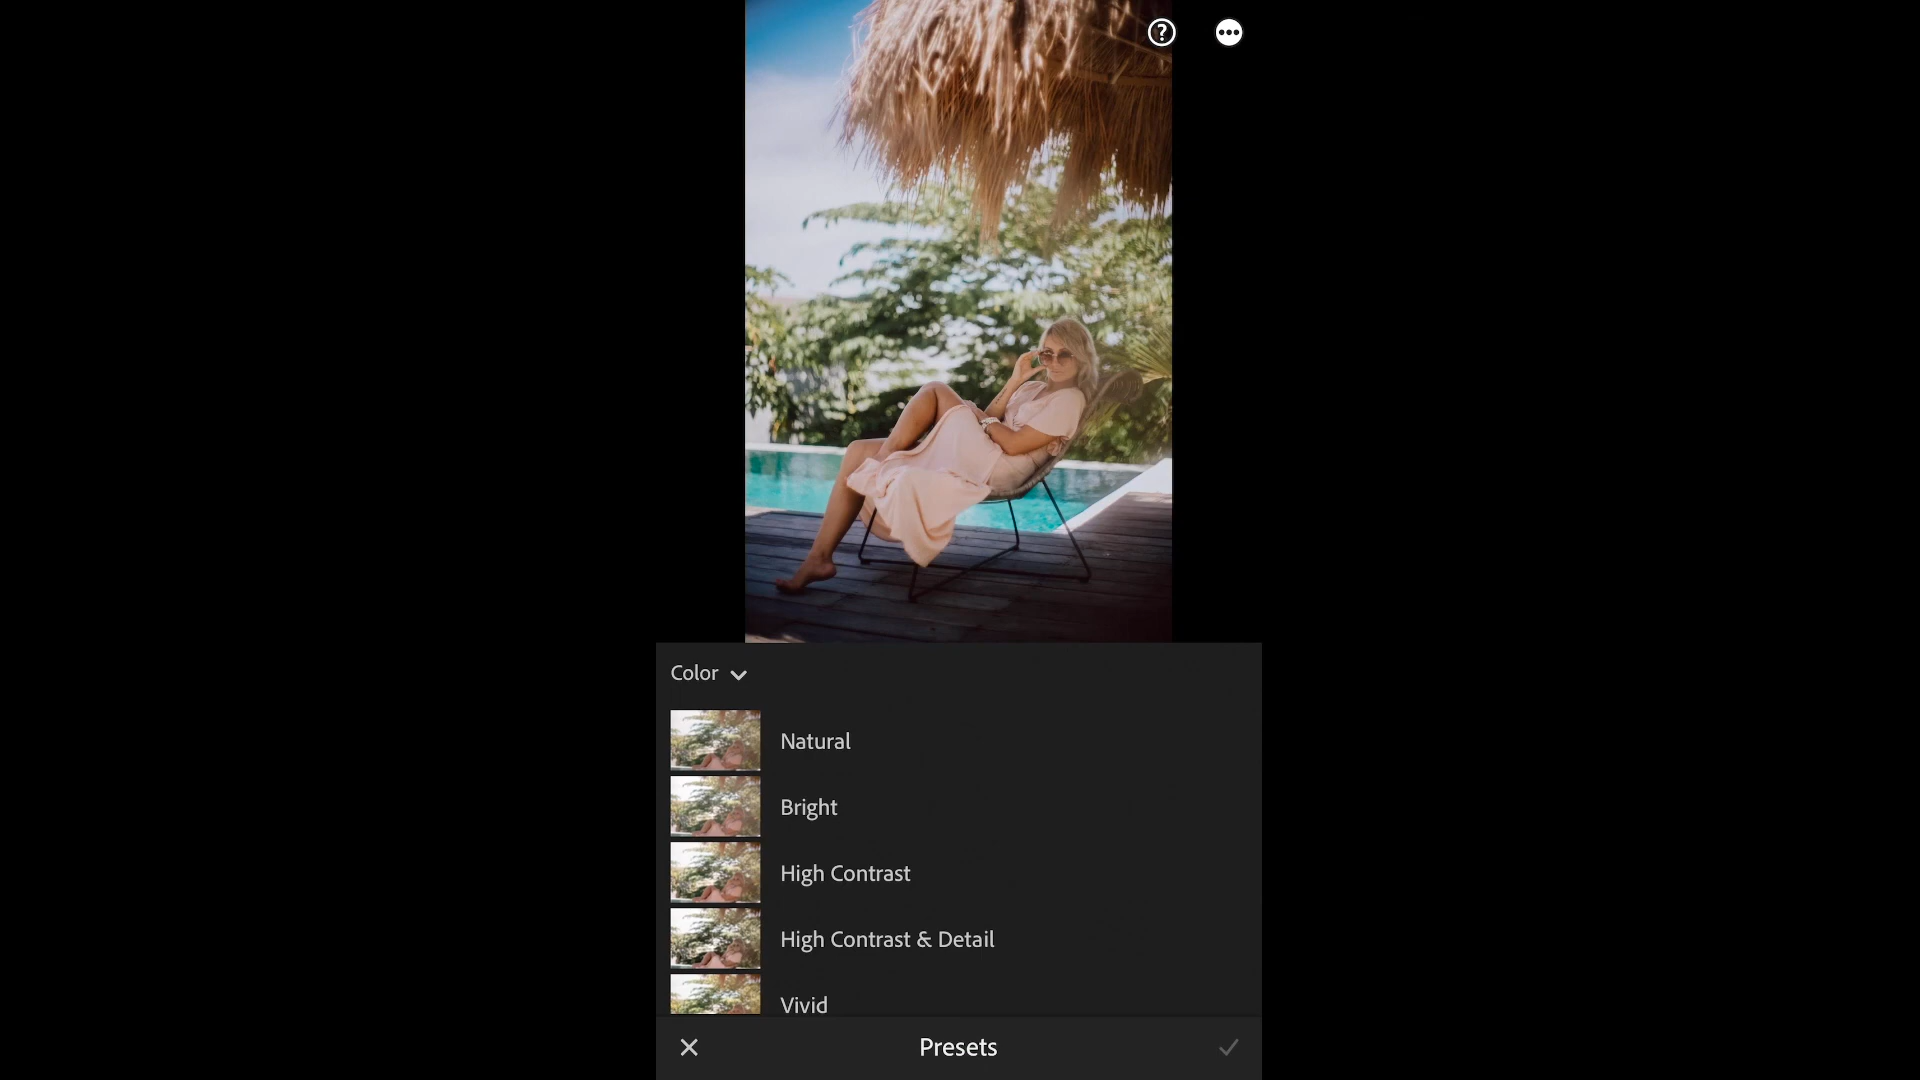 Color
Natural
Bright
High Contrast
High Contrast & Detail
Vivid
Presets